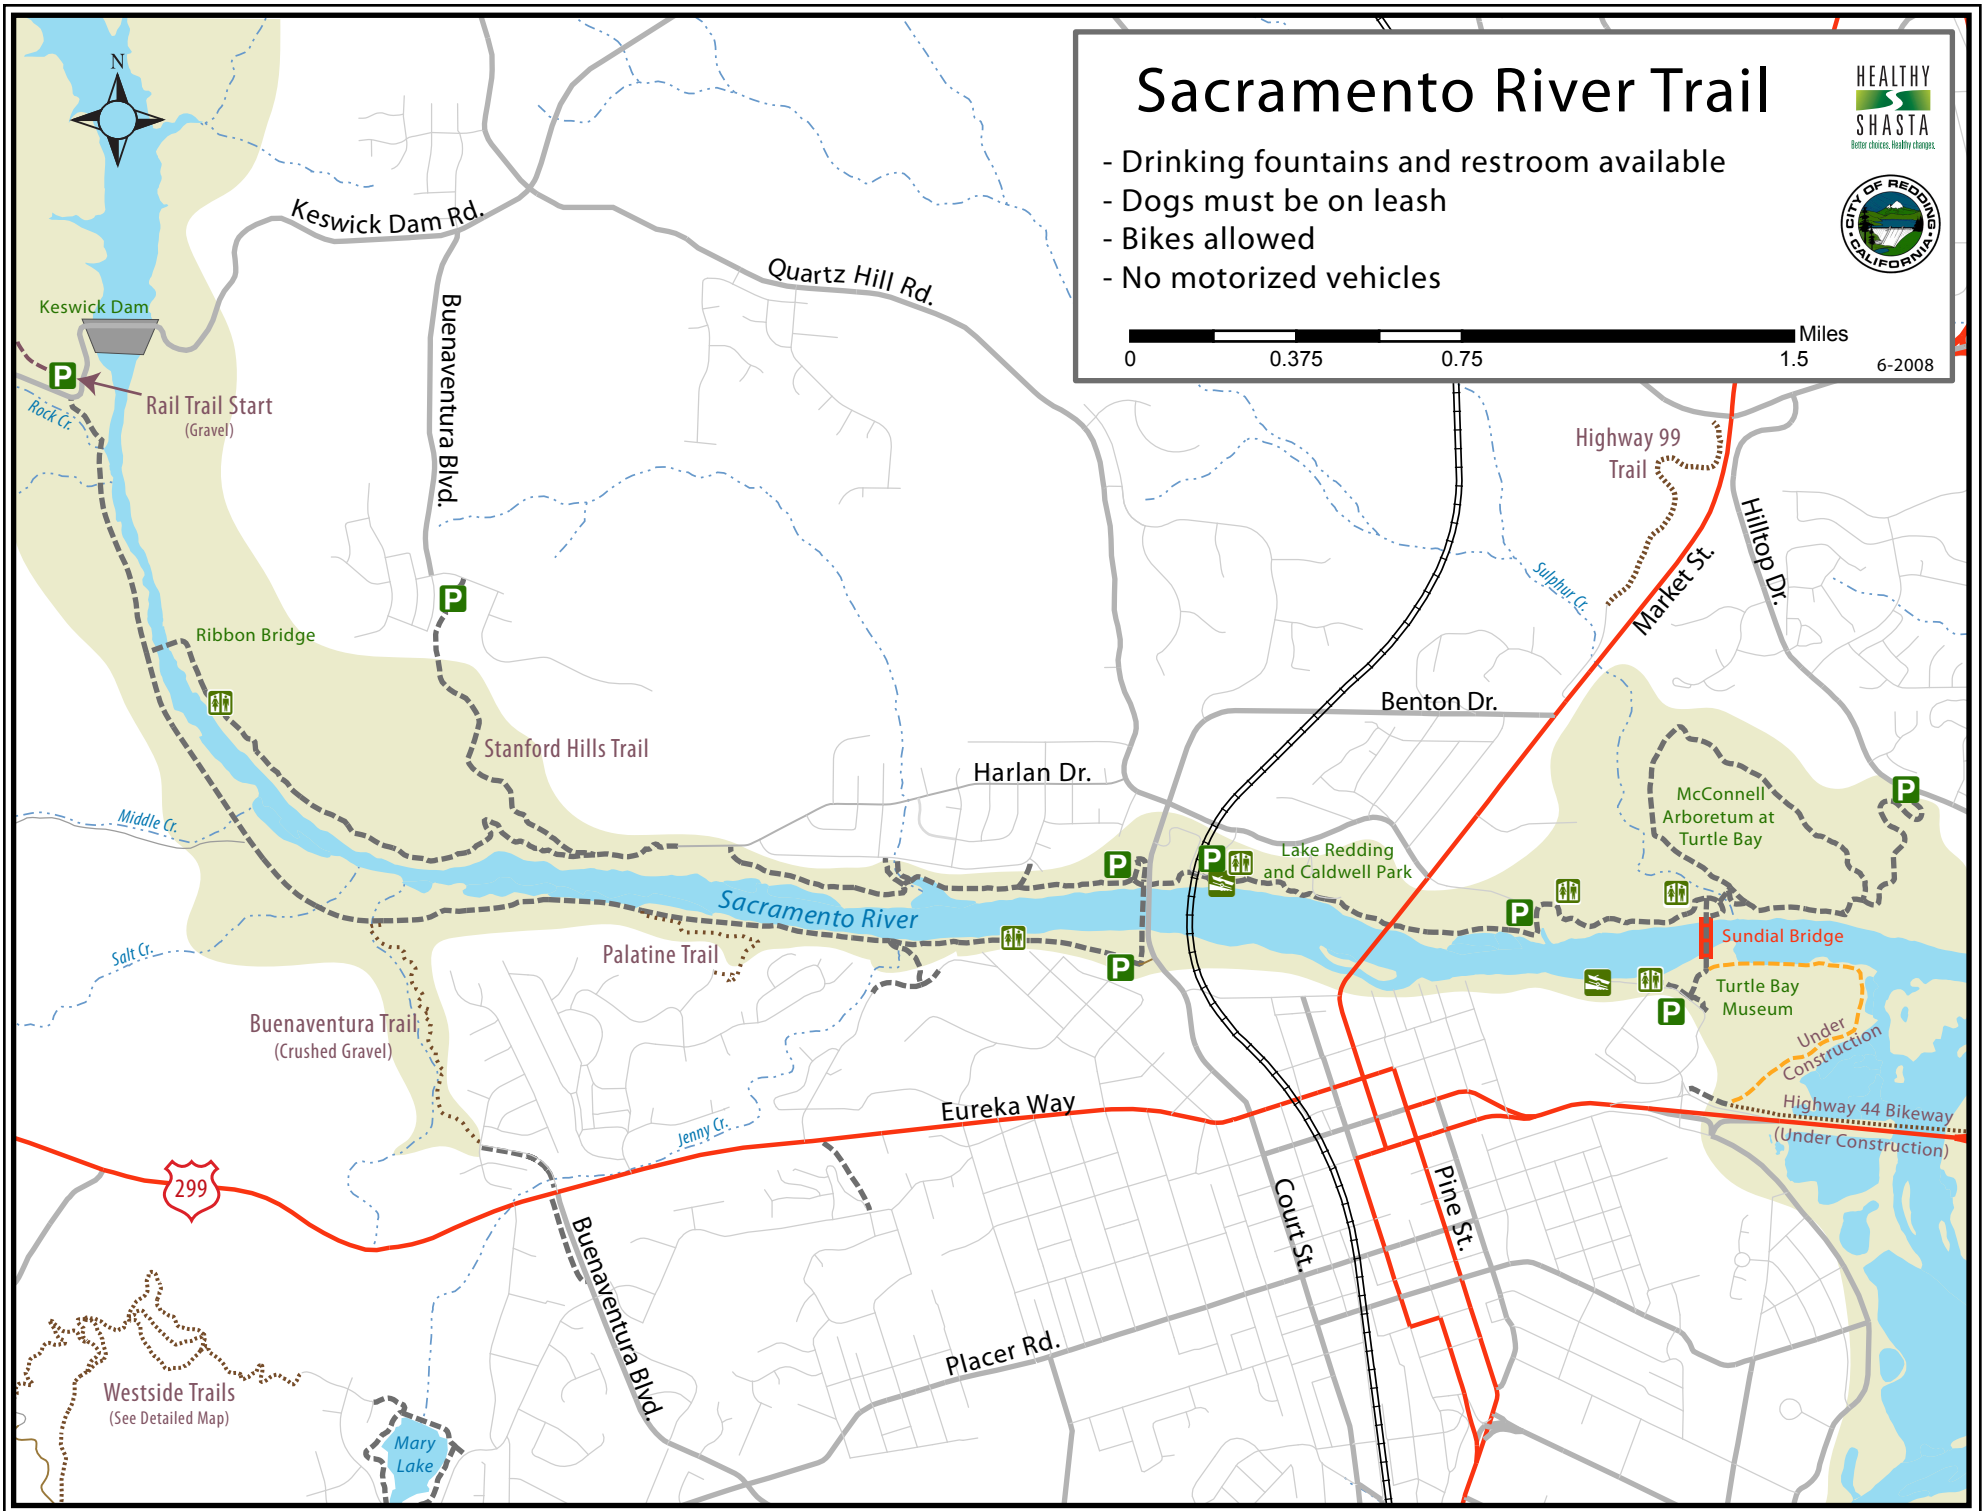 Sacramento River Trail
- Drinking fountains and restroom available
- Dogs must be on leash
- Bikes allowed
- No motorized vehicles
0
0.375
0.75
1.5
Miles
6-2008
HEALTHY
SHASTA
Better choices. Healthy changes.
CITY OF REDDING
CALIFORNIA
N
Keswick Dam Rd.
Quartz Hill Rd.
Keswick Dam
Buenaventura Blvd.
P
Rail Trail Start
(Gravel)
Rock Cr.
Highway 99
Trail
Hilltop Dr.
Market St.
Sulphur Cr.
P
Ribbon Bridge
Benton Dr.
Stanford Hills Trail
Harlan Dr.
Middle Cr.
McConnell
Arboretum at
Turtle Bay
P
P
P
Lake Redding
and Caldwell Park
Sacramento River
P
Sundial Bridge
Palatine Trail
Salt Cr.
P
Turtle Bay
Museum
P
Buenaventura Trail
(Crushed Gravel)
Under
Construction
Eureka Way
Jenny Cr.
Highway 44 Bikeway
(Under Construction)
299
Court St.
Pine St.
Buenaventura Blvd.
Placer Rd.
Westside Trails
(See Detailed Map)
Mary
Lake